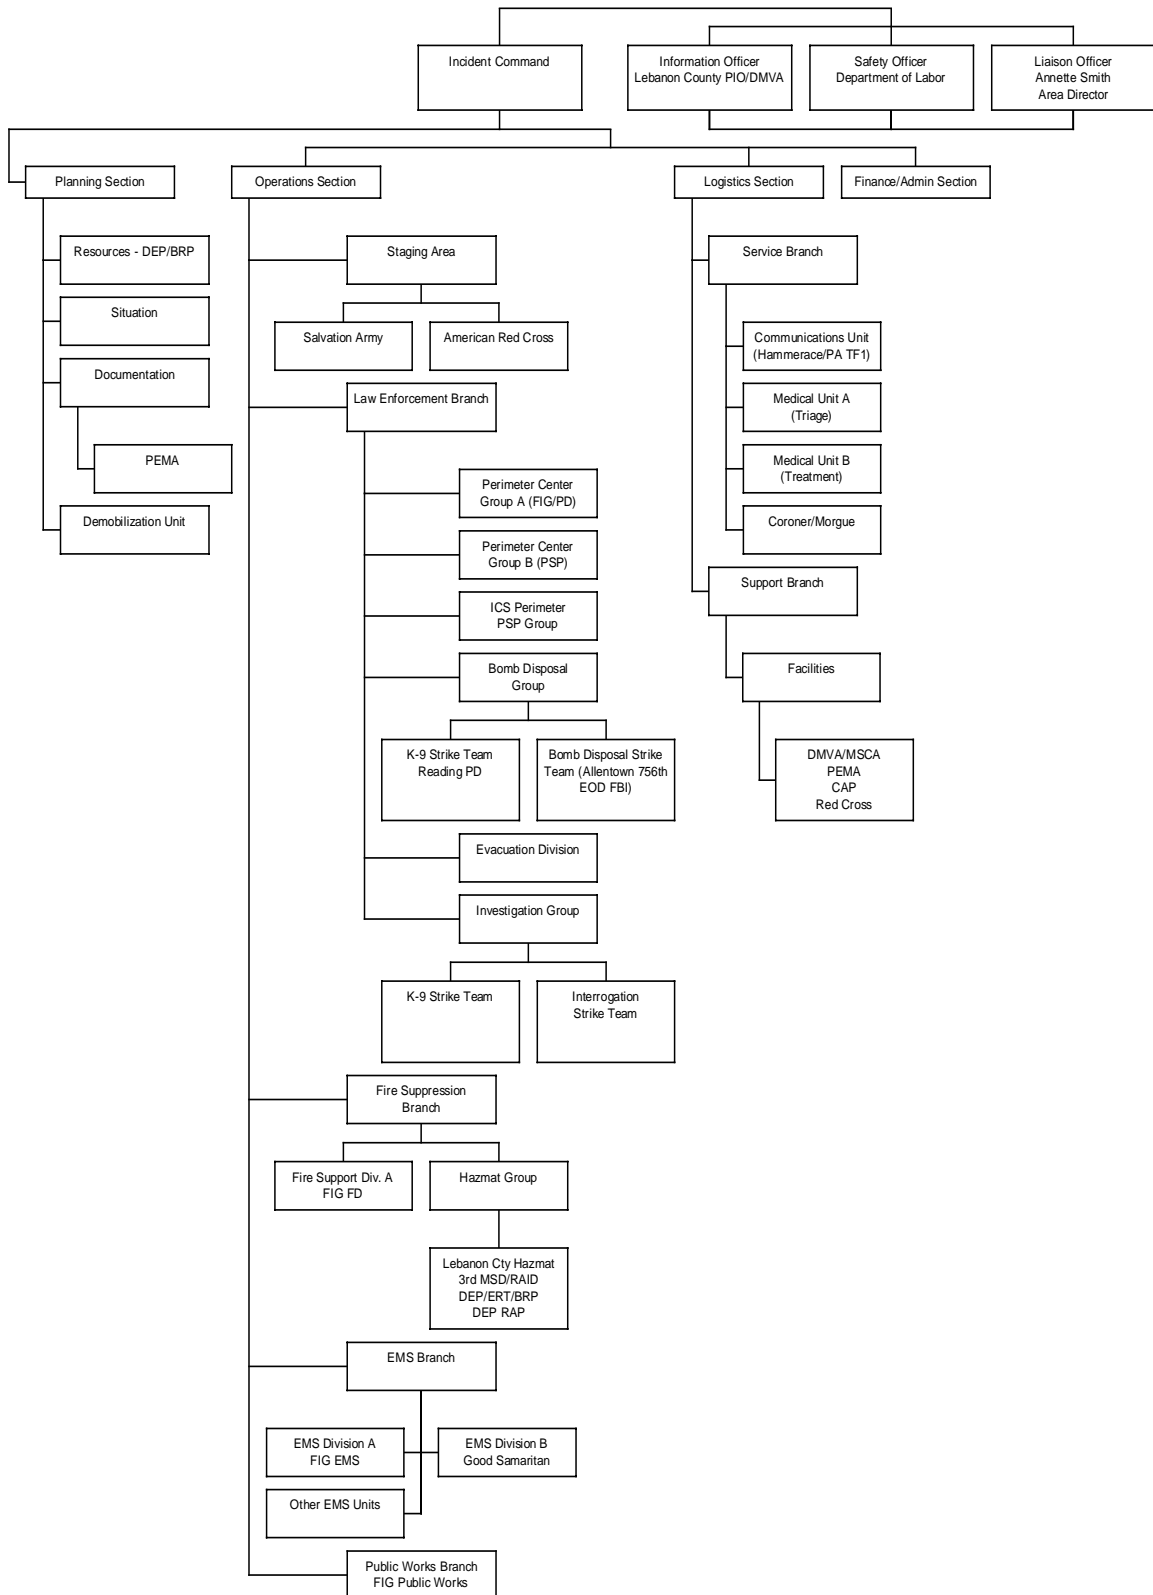 Incident Command
Information Officer
Lebanon County PIO/DMVA
Safety Officer
Department of Labor
Liaison Officer
Annette Smith
Area Director
Planning Section
Operations Section
Logistics Section
Finance/Admin Section
Resources - DEP/BRP
Situation
Documentation
PEMA
Demobilization Unit
Staging Area
Salvation Army
American Red Cross
Law Enforcement Branch
Perimeter Center
Group A (FIG/PD)
Perimeter Center
Group B (PSP)
ICS Perimeter
PSP Group
Bomb Disposal
Group
K-9 Strike Team
Reading PD
Bomb Disposal Strike
Team (Allentown 756th
EOD FBI)
Evacuation Division
Investigation Group
K-9 Strike Team
Interrogation
Strike Team
Fire Suppression
Branch
Fire Support Div. A
FIG FD
Hazmat Group
Lebanon Cty Hazmat
3rd MSD/RAID
DEP/ERT/BRP
DEP RAP
EMS Branch
EMS Division A
FIG EMS
EMS Division B
Good Samaritan
Other EMS Units
Public Works Branch
FIG Public Works
Service Branch
Communications Unit
(Hammerace/PA TF1)
Medical Unit A
(Triage)
Medical Unit B
(Treatment)
Coroner/Morgue
Support Branch
Facilities
DMVA/MSCA
PEMA
CAP
Red Cross